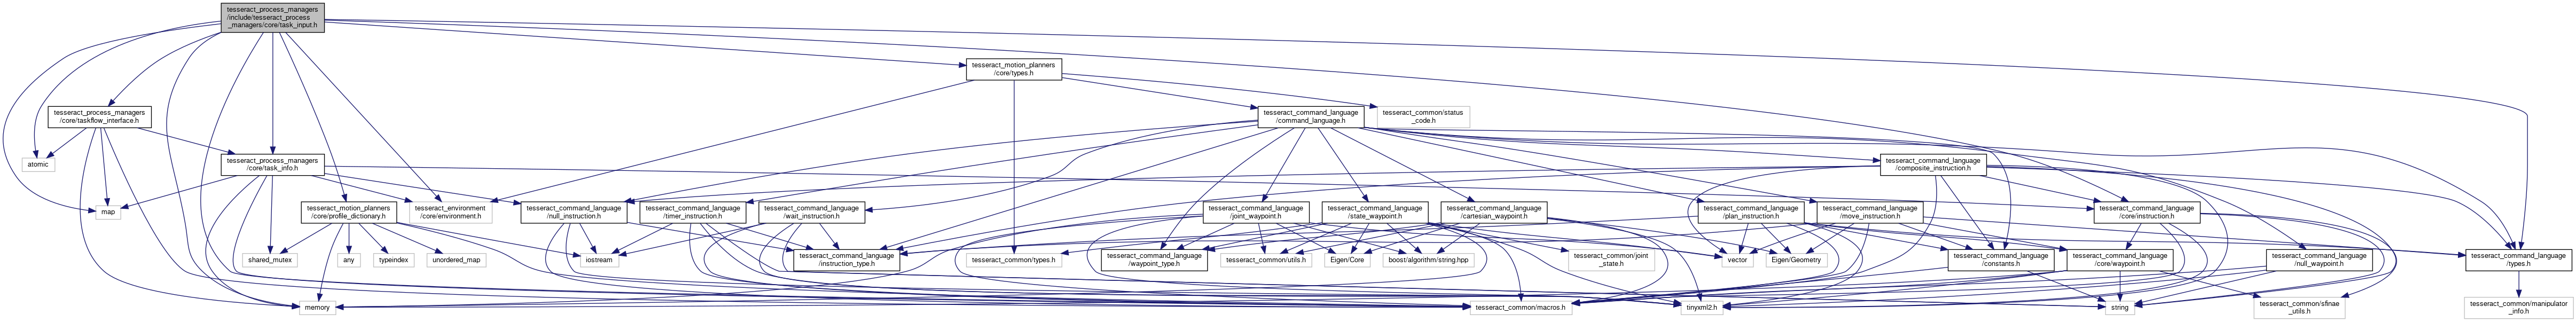 tesseract_process_managers
/include/tesseract_process
_managers/core/task_input.h
tesseract_motion_planners
/core/types.h
tesseract_process_managers
/core/taskflow_interface.h
tesseract_command_language
/command_language.h
tesseract_common/status
_code.h
atomic
tesseract_process_managers
/core/task_info.h
tesseract_command_language
/composite_instruction.h
map
tesseract_motion_planners
/core/profile_dictionary.h
tesseract_environment
/core/environment.h
tesseract_command_language
/null_instruction.h
tesseract_command_language
/timer_instruction.h
tesseract_command_language
/wait_instruction.h
tesseract_command_language
/joint_waypoint.h
tesseract_command_language
/state_waypoint.h
tesseract_command_language
/cartesian_waypoint.h
tesseract_command_language
/plan_instruction.h
tesseract_command_language
/move_instruction.h
tesseract_command_language
/core/instruction.h
shared_mutex
any
typeindex
unordered_map
iostream
tesseract_command_language
/instruction_type.h
tesseract_common/types.h
tesseract_command_language
/waypoint_type.h
tesseract_common/utils.h
Eigen/Core
boost/algorithm/string.hpp
tesseract_common/joint
_state.h
vector
Eigen/Geometry
tesseract_command_language
/constants.h
tesseract_command_language
/core/waypoint.h
tesseract_command_language
/null_waypoint.h
tesseract_command_language
/types.h
memory
tesseract_common/macros.h
tinyxml2.h
string
tesseract_common/sfinae
_utils.h
tesseract_common/manipulator
_info.h